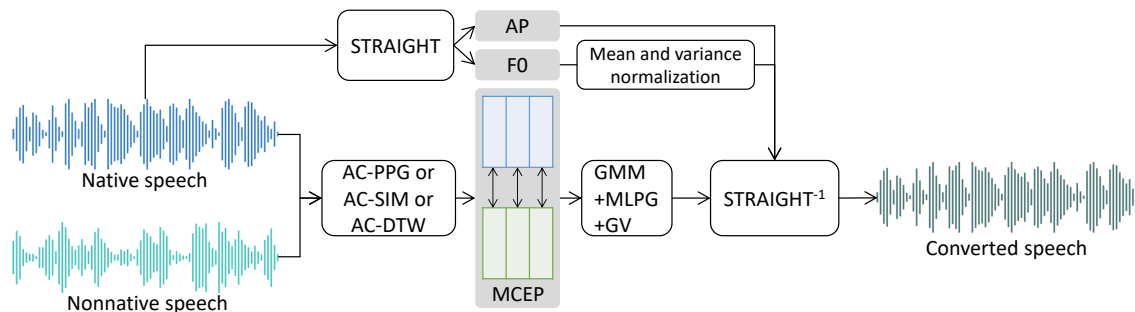 STRAIGHT
AP
F0
Mean and variance
normalization
Native speech
AC-PPG or
AC-SIM or
AC-DTW
GMM
+MLPG
+GV
STRAIGHT-1
Converted speech
Nonnative speech
MCEP